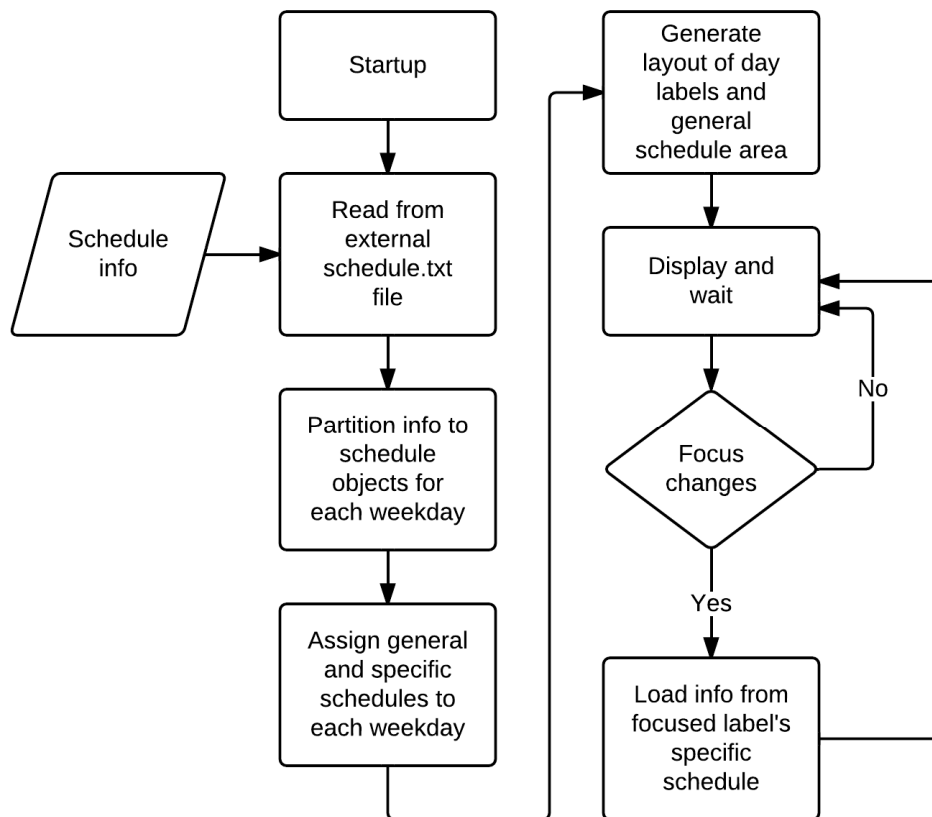 Startup
Schedule
info
Read from
external
schedule.txt
file
Partition info to
schedule
objects for
each weekday
Assign general
and specific
schedules to
each weekday
Generate
layout of day
labels and
general
schedule area
Display and
wait
No
Focus
changes
Yes
Load info from
focused label's
specific
schedule